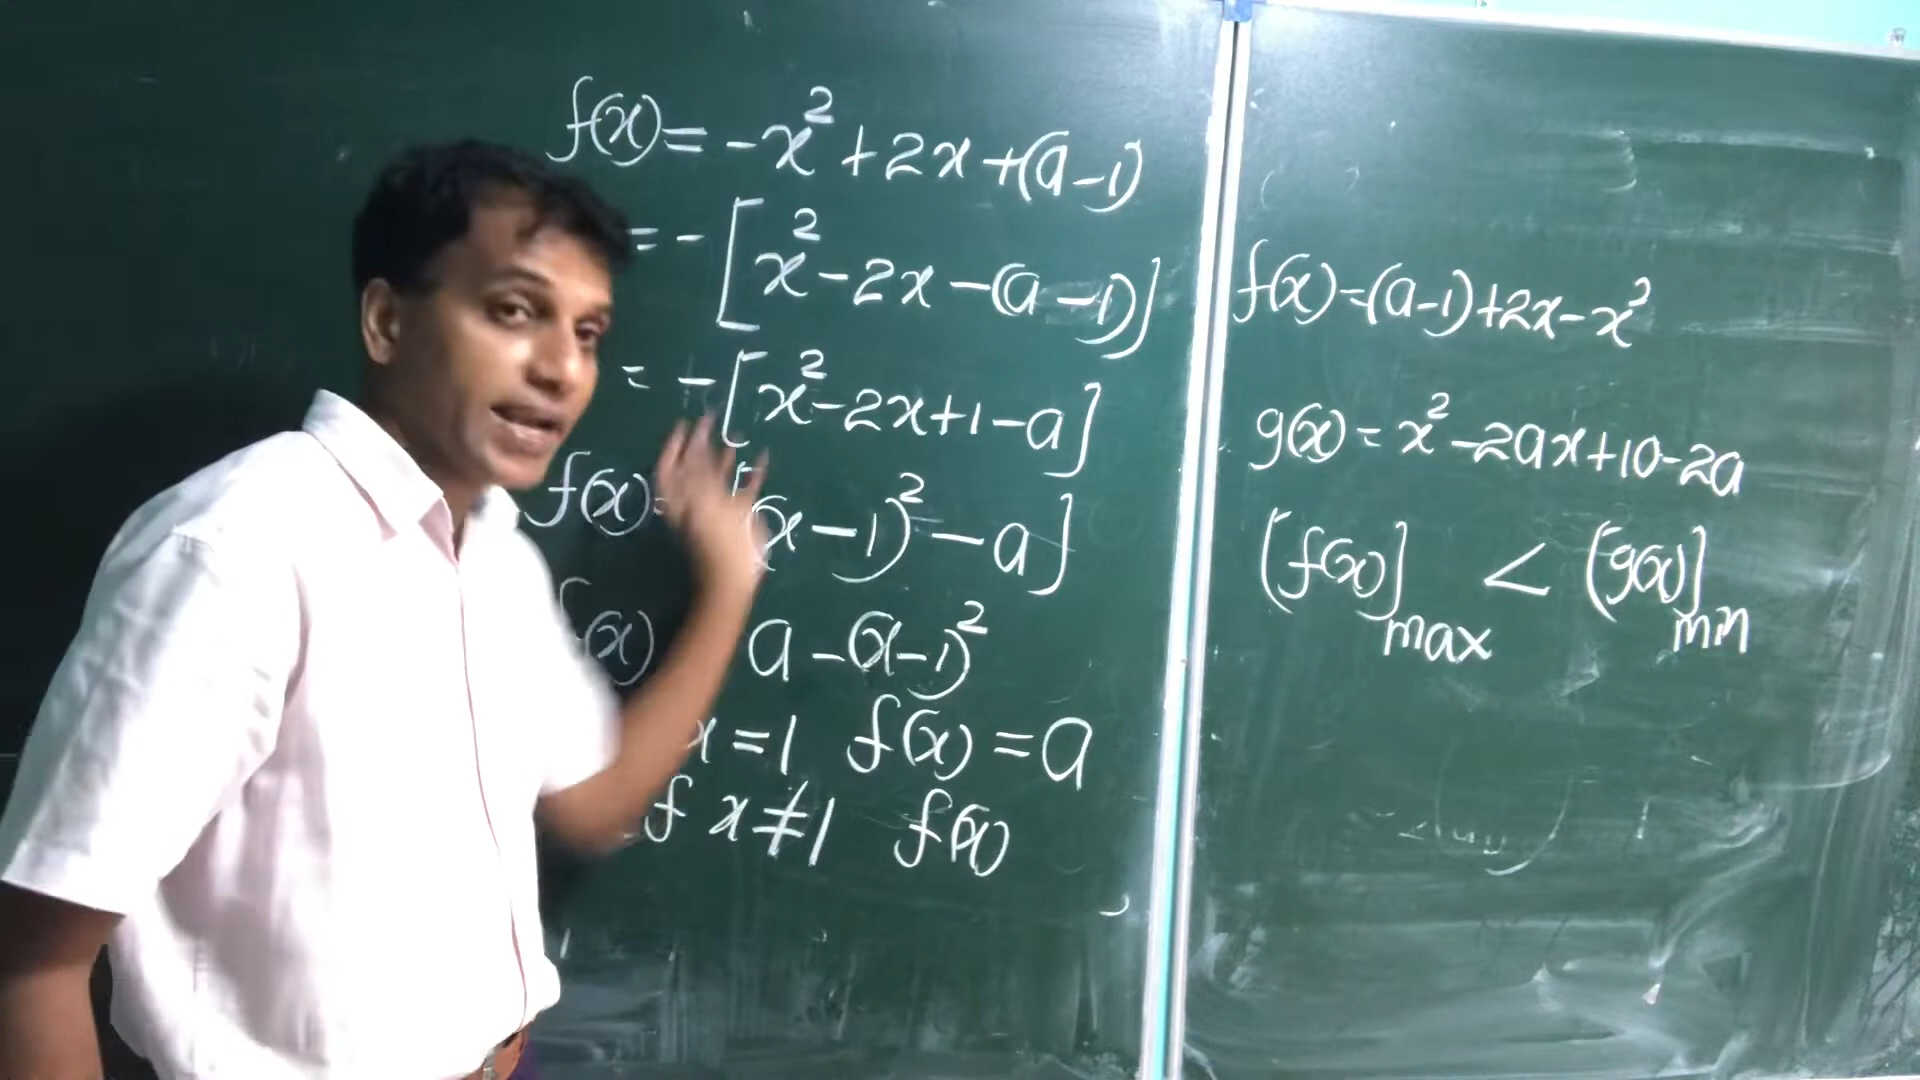 f(x) = -x² + 2x + (a-1)
= -[x² - 2x - (a-1)]
= -[x² - 2x + 1 - a]
f(x) = [(x-1)² - a]
f(x) a - (x-1)²
x = 1 f(x) = a
If x ≠ 1 f(x)
f(x) = (a-1) + 2x - x²
g(x) = x² - 2ax + 10 - 2a
[f(x)]max < [g(x)]min